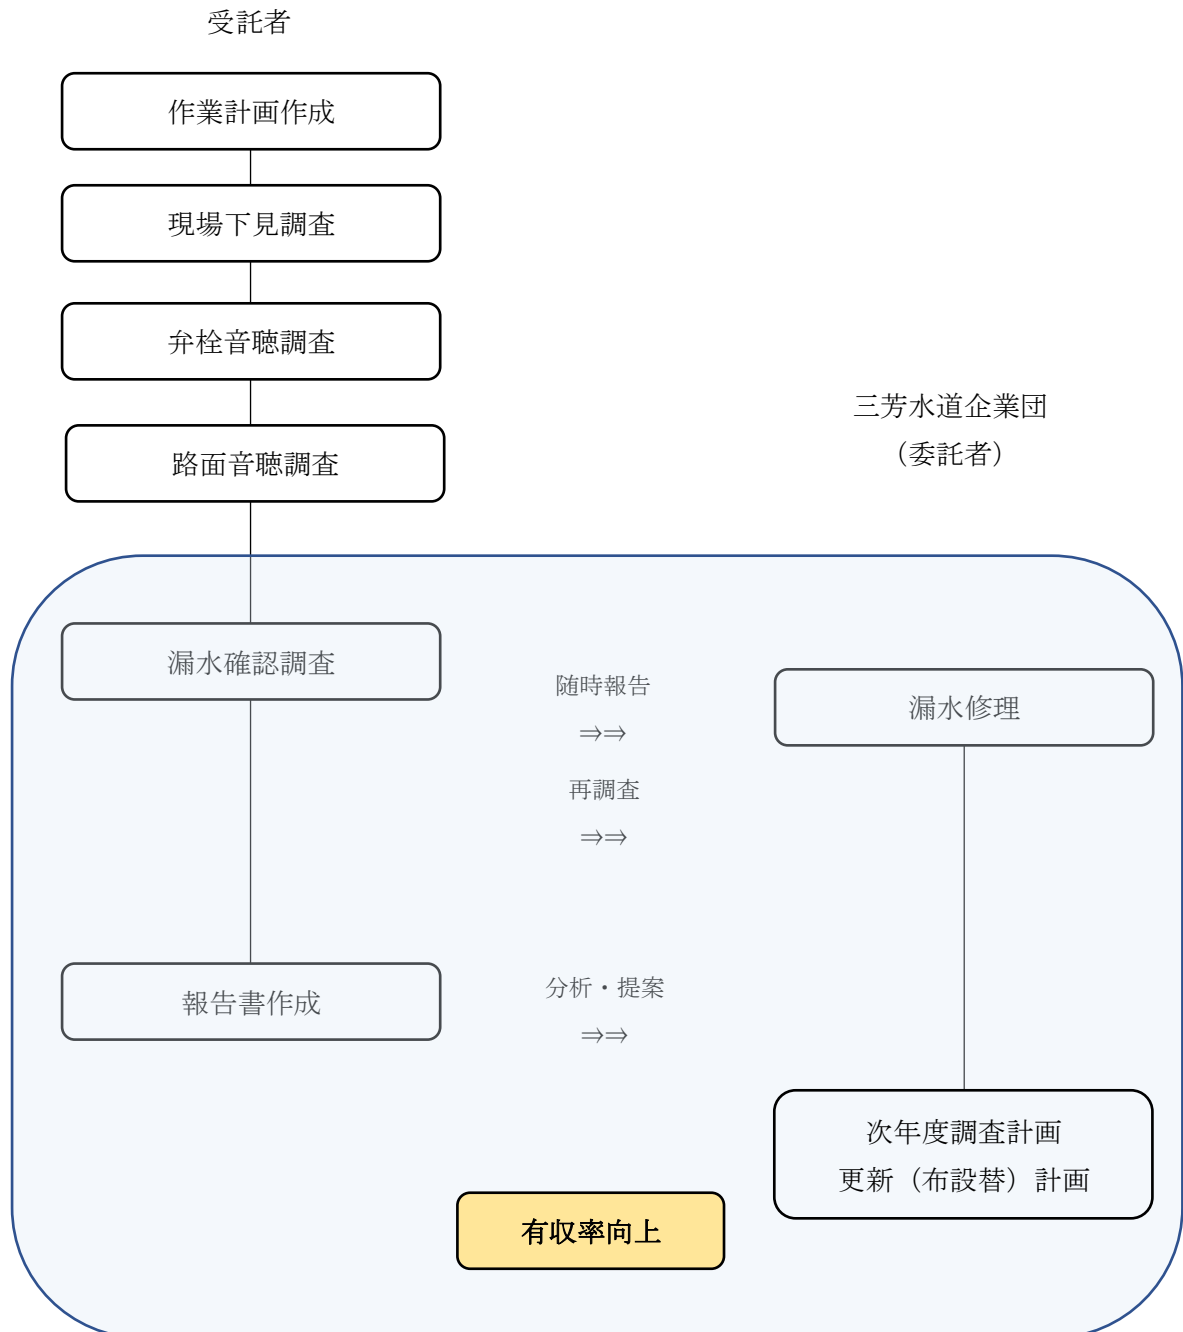 受託者
作業計画作成
現場下見調査
弁栓音聴調査
路面音聴調査
三芳水道企業団
（委託者）
漏水確認調査
随時報告
⇒⇒
再調査
⇒⇒
漏水修理
報告書作成
分析・提案
⇒⇒
次年度調査計画
更新（布設替）計画
有収率向上